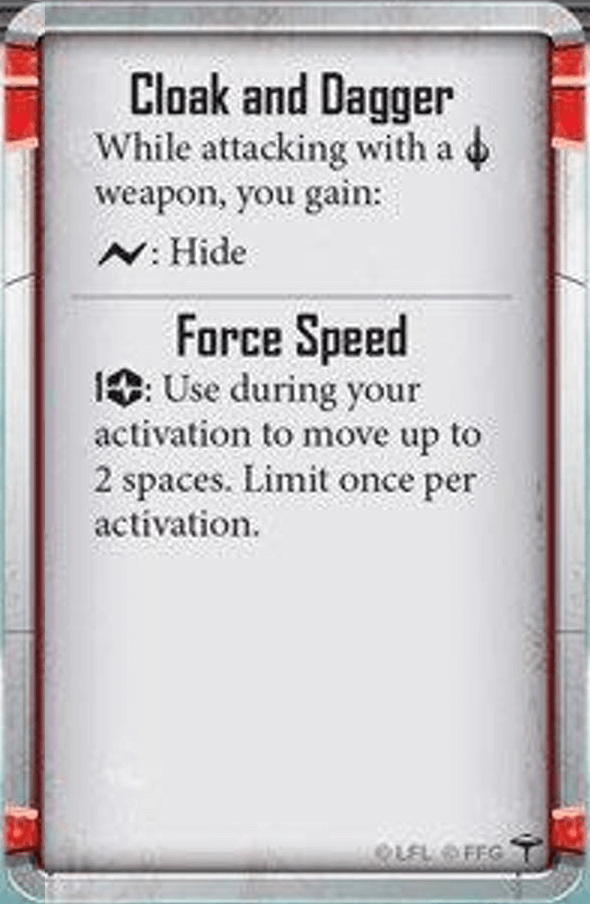 Cloak and Dagger
While attacking with a
weapon, you gain:
: Hide
Force Speed
1: Use during your
activation to move up to
2 spaces. Limit once per
activation.
© LFL © FFG